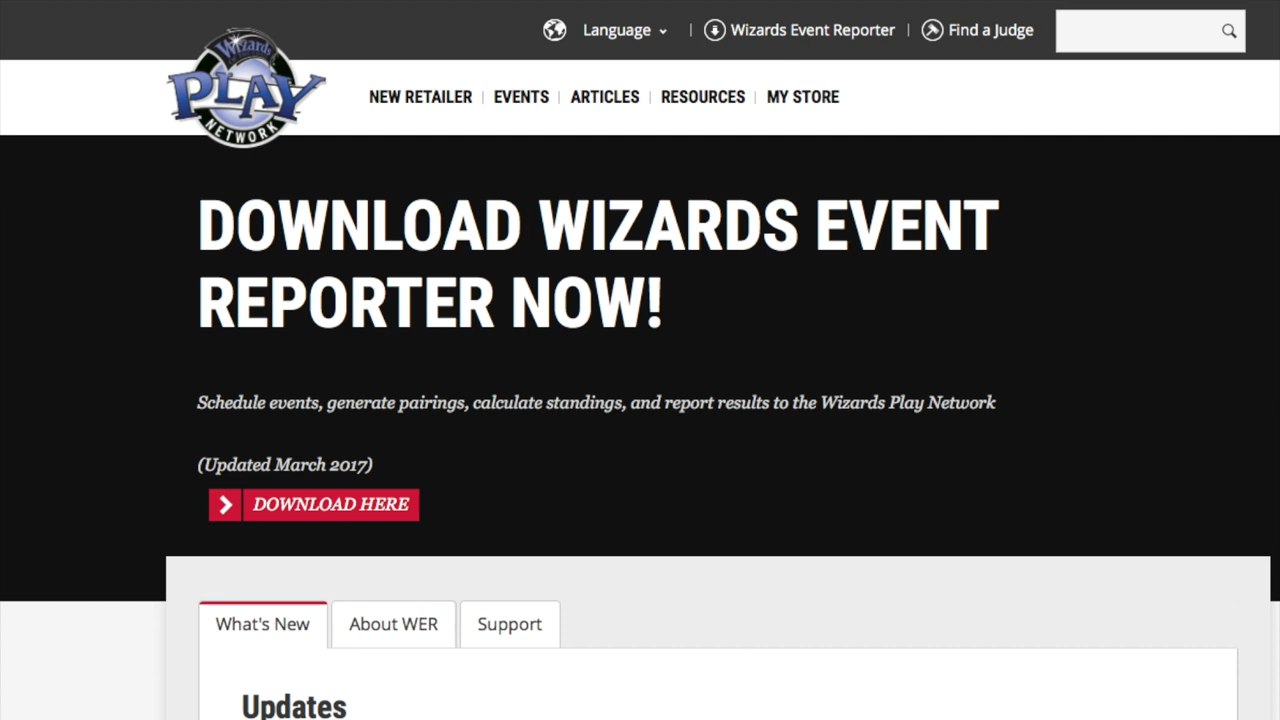 Language
Wizards Event Reporter
Find a Judge
Wizards
PLAY
NETWORK
NEW RETAILER
EVENTS
ARTICLES
RESOURCES
MY STORE
DOWNLOAD WIZARDS EVENT
REPORTER NOW!
Schedule events, generate pairings, calculate standings, and report results to the Wizards Play Network
(Updated March 2017)
DOWNLOAD HERE
What's New
About WER
Support
Updates